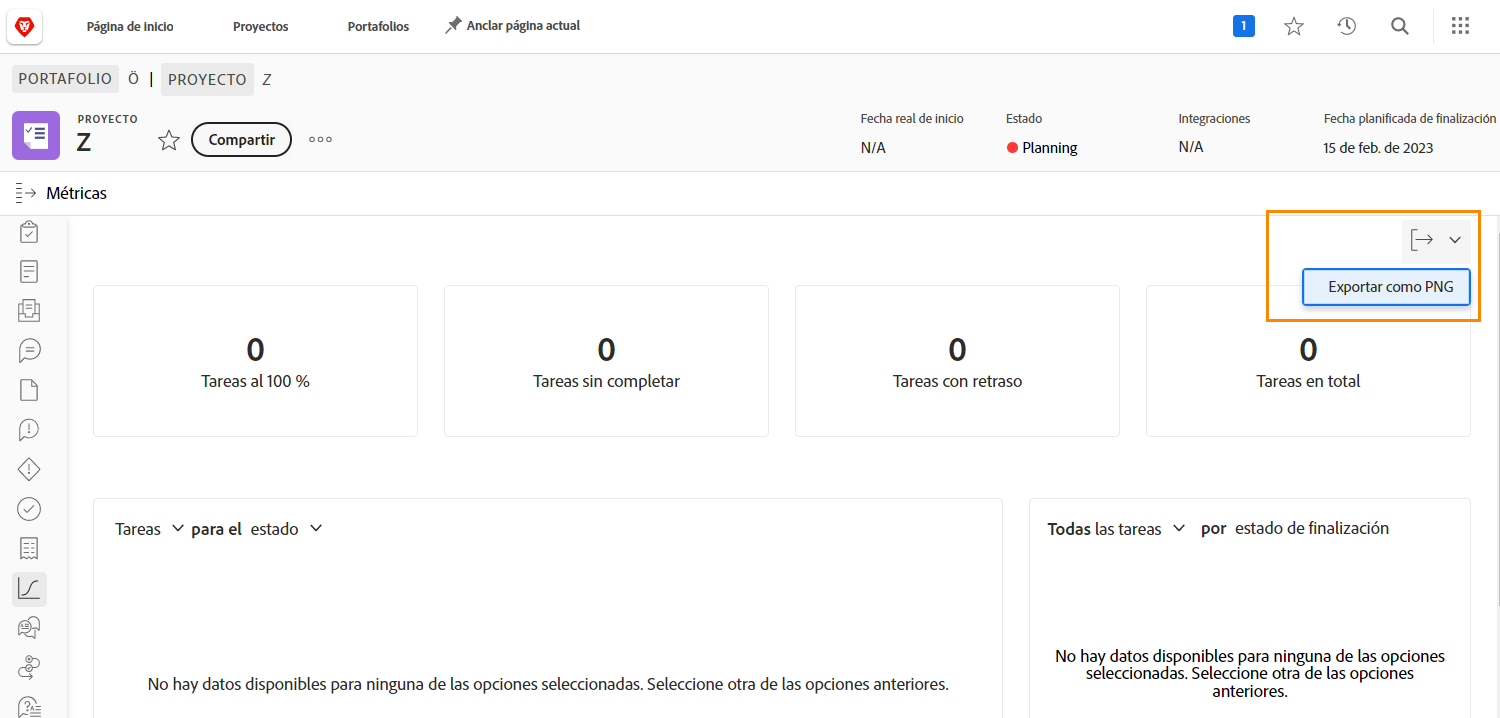 Página de inicio Proyectos Portafolios Anclar página actual 1
PORTAFOLIO Ö | PROYECTO Z
PROYECTO
Z
Compartir
Fecha real de inicio Estado Integraciones Fecha planificada de finalización
N/A Planning N/A 15 de feb. de 2023
Métricas
Exportar como PNG
0 0 0 0
Tareas al 100 % Tareas sin completar Tareas con retraso Tareas en total
Tareas para el estado Todas las tareas por estado de finalización
No hay datos disponibles para ninguna de las opciones seleccionadas. Seleccione otra de las opciones anteriores.
No hay datos disponibles para ninguna de las opciones
seleccionadas. Seleccione otra de las opciones
anteriores.